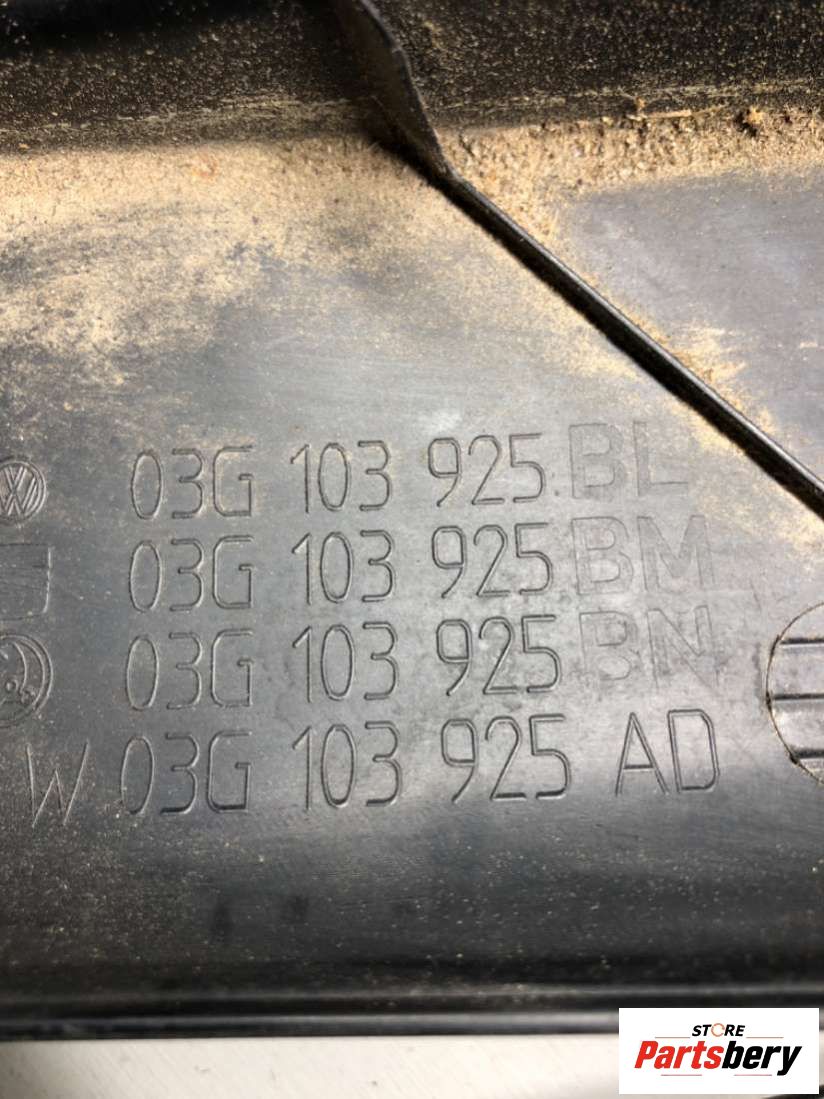 03G 103 925 BL
03G 103 925 BM
03G 103 925 BN
W 03G 103 925 AD
STORE
Partsbery